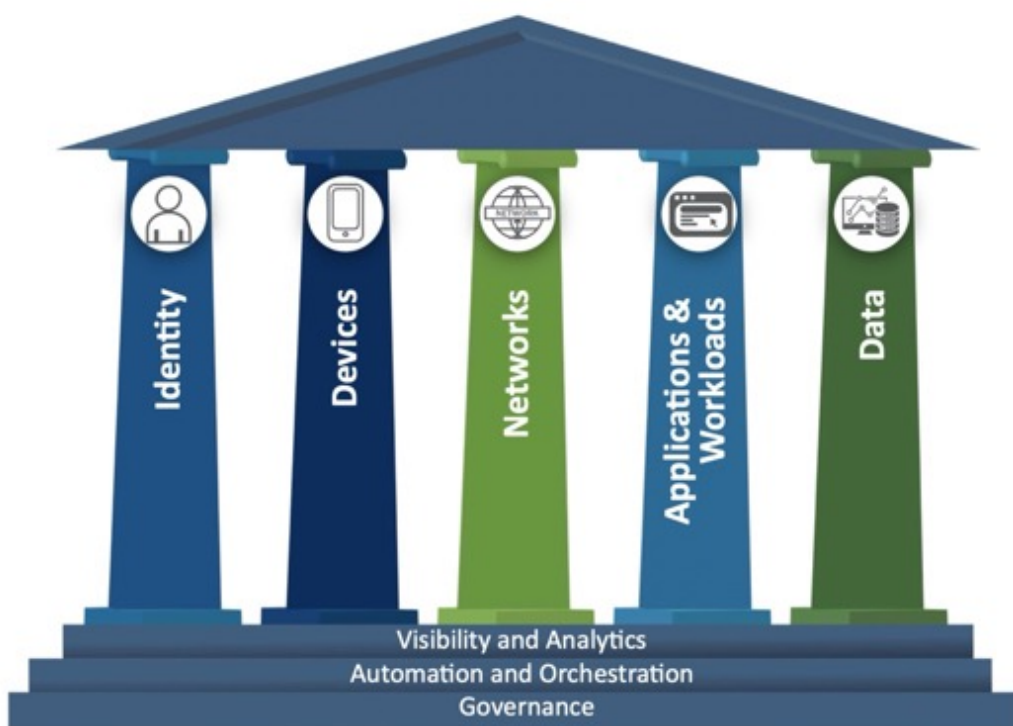 NETWORK
Identity
Devices
Networks
Applications &
Workloads
Data
Visibility and Analytics
Automation and Orchestration
Governance